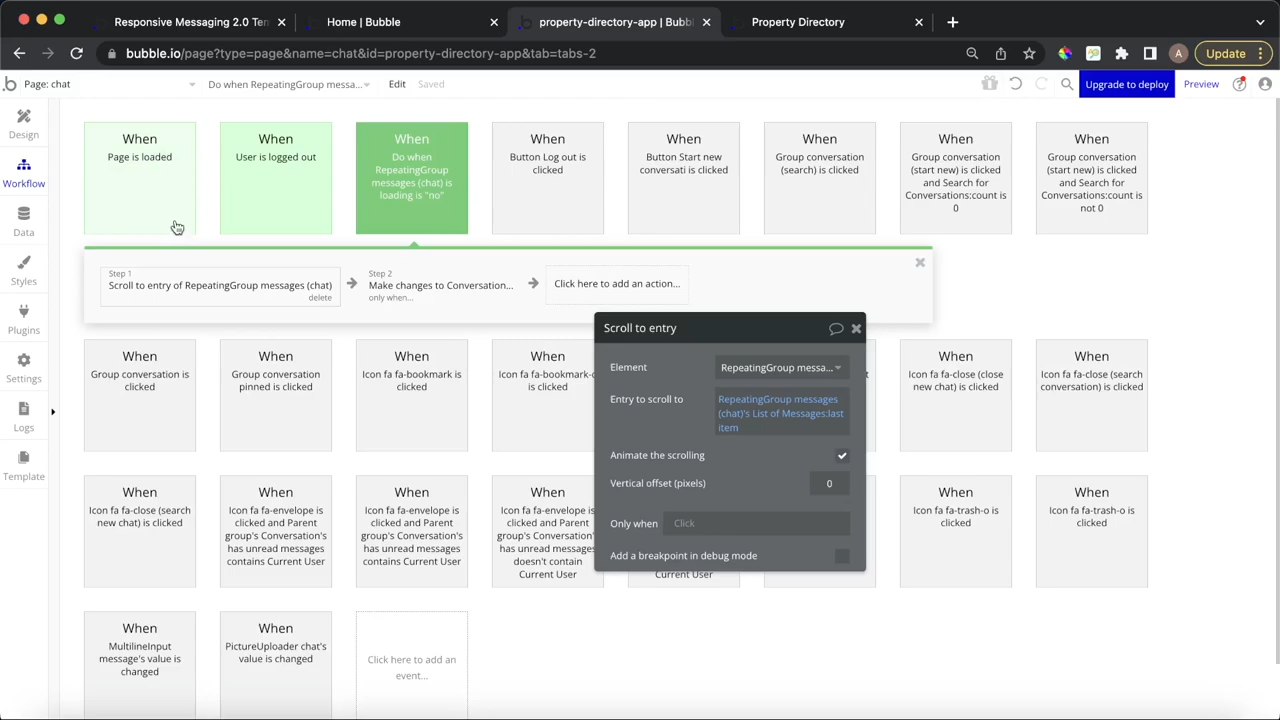 Responsive Messaging 2.0 Ter
Home | Bubble
property-directory-app | Bubbl
Property Directory
bubble.io/page?type=page&name=chat&id=property-directory-app&tab=tabs-2
A
Update
Page: chat
Do when RepeatingGroup messa...
Edit
Saved
Upgrade to deploy
Preview
Design
Workflow
Data
Styles
Plugins
Settings
Logs
Template
When
Page is loaded
When
User is logged out
When
Do when
RepeatingGroup
messages (chat) is
loading is "no"
When
Button Log out is
clicked
When
Button Start new
conversati is clicked
When
Group conversation
(search) is clicked
When
Group conversation
(start new) is clicked
and Search for
Conversations:count is
0
When
Group conversation
(start new) is clicked
and Search for
Conversations:count is
not 0
Step 1
Scroll to entry of RepeatingGroup messages (chat)
delete
Step 2
Make changes to Conversation...
only when...
Click here to add an action...
Scroll to entry
Element
RepeatingGroup messa...
Entry to scroll to
RepeatingGroup messages
(chat)'s List of Messages:last
item
Animate the scrolling
Vertical offset (pixels)
0
Only when
Click
Add a breakpoint in debug mode
When
Group conversation is
clicked
When
Group conversation
pinned is clicked
When
Icon fa fa-bookmark is
clicked
When
Icon fa fa-bookmark-
is clicked
When
Icon fa fa-close (close
new chat) is clicked
When
Icon fa fa-close (search
conversation) is clicked
When
Icon fa fa-close (search
new chat) is clicked
When
Icon fa fa-envelope is
clicked and Parent
group's Conversation's
has unread messages
contains Current User
When
Icon fa fa-envelope is
clicked and Parent
group's Conversation's
has unread messages
contains Current User
When
Icon fa fa-envelope is
clicked and Parent
group's Conversation's
has unread messages
doesn't contain
Current User
Current User
When
Icon fa fa-trash-o is
clicked
When
Icon fa fa-trash-o is
clicked
When
MultilineInput
message's value is
changed
When
PictureUploader chat's
value is changed
Click here to add an
event...